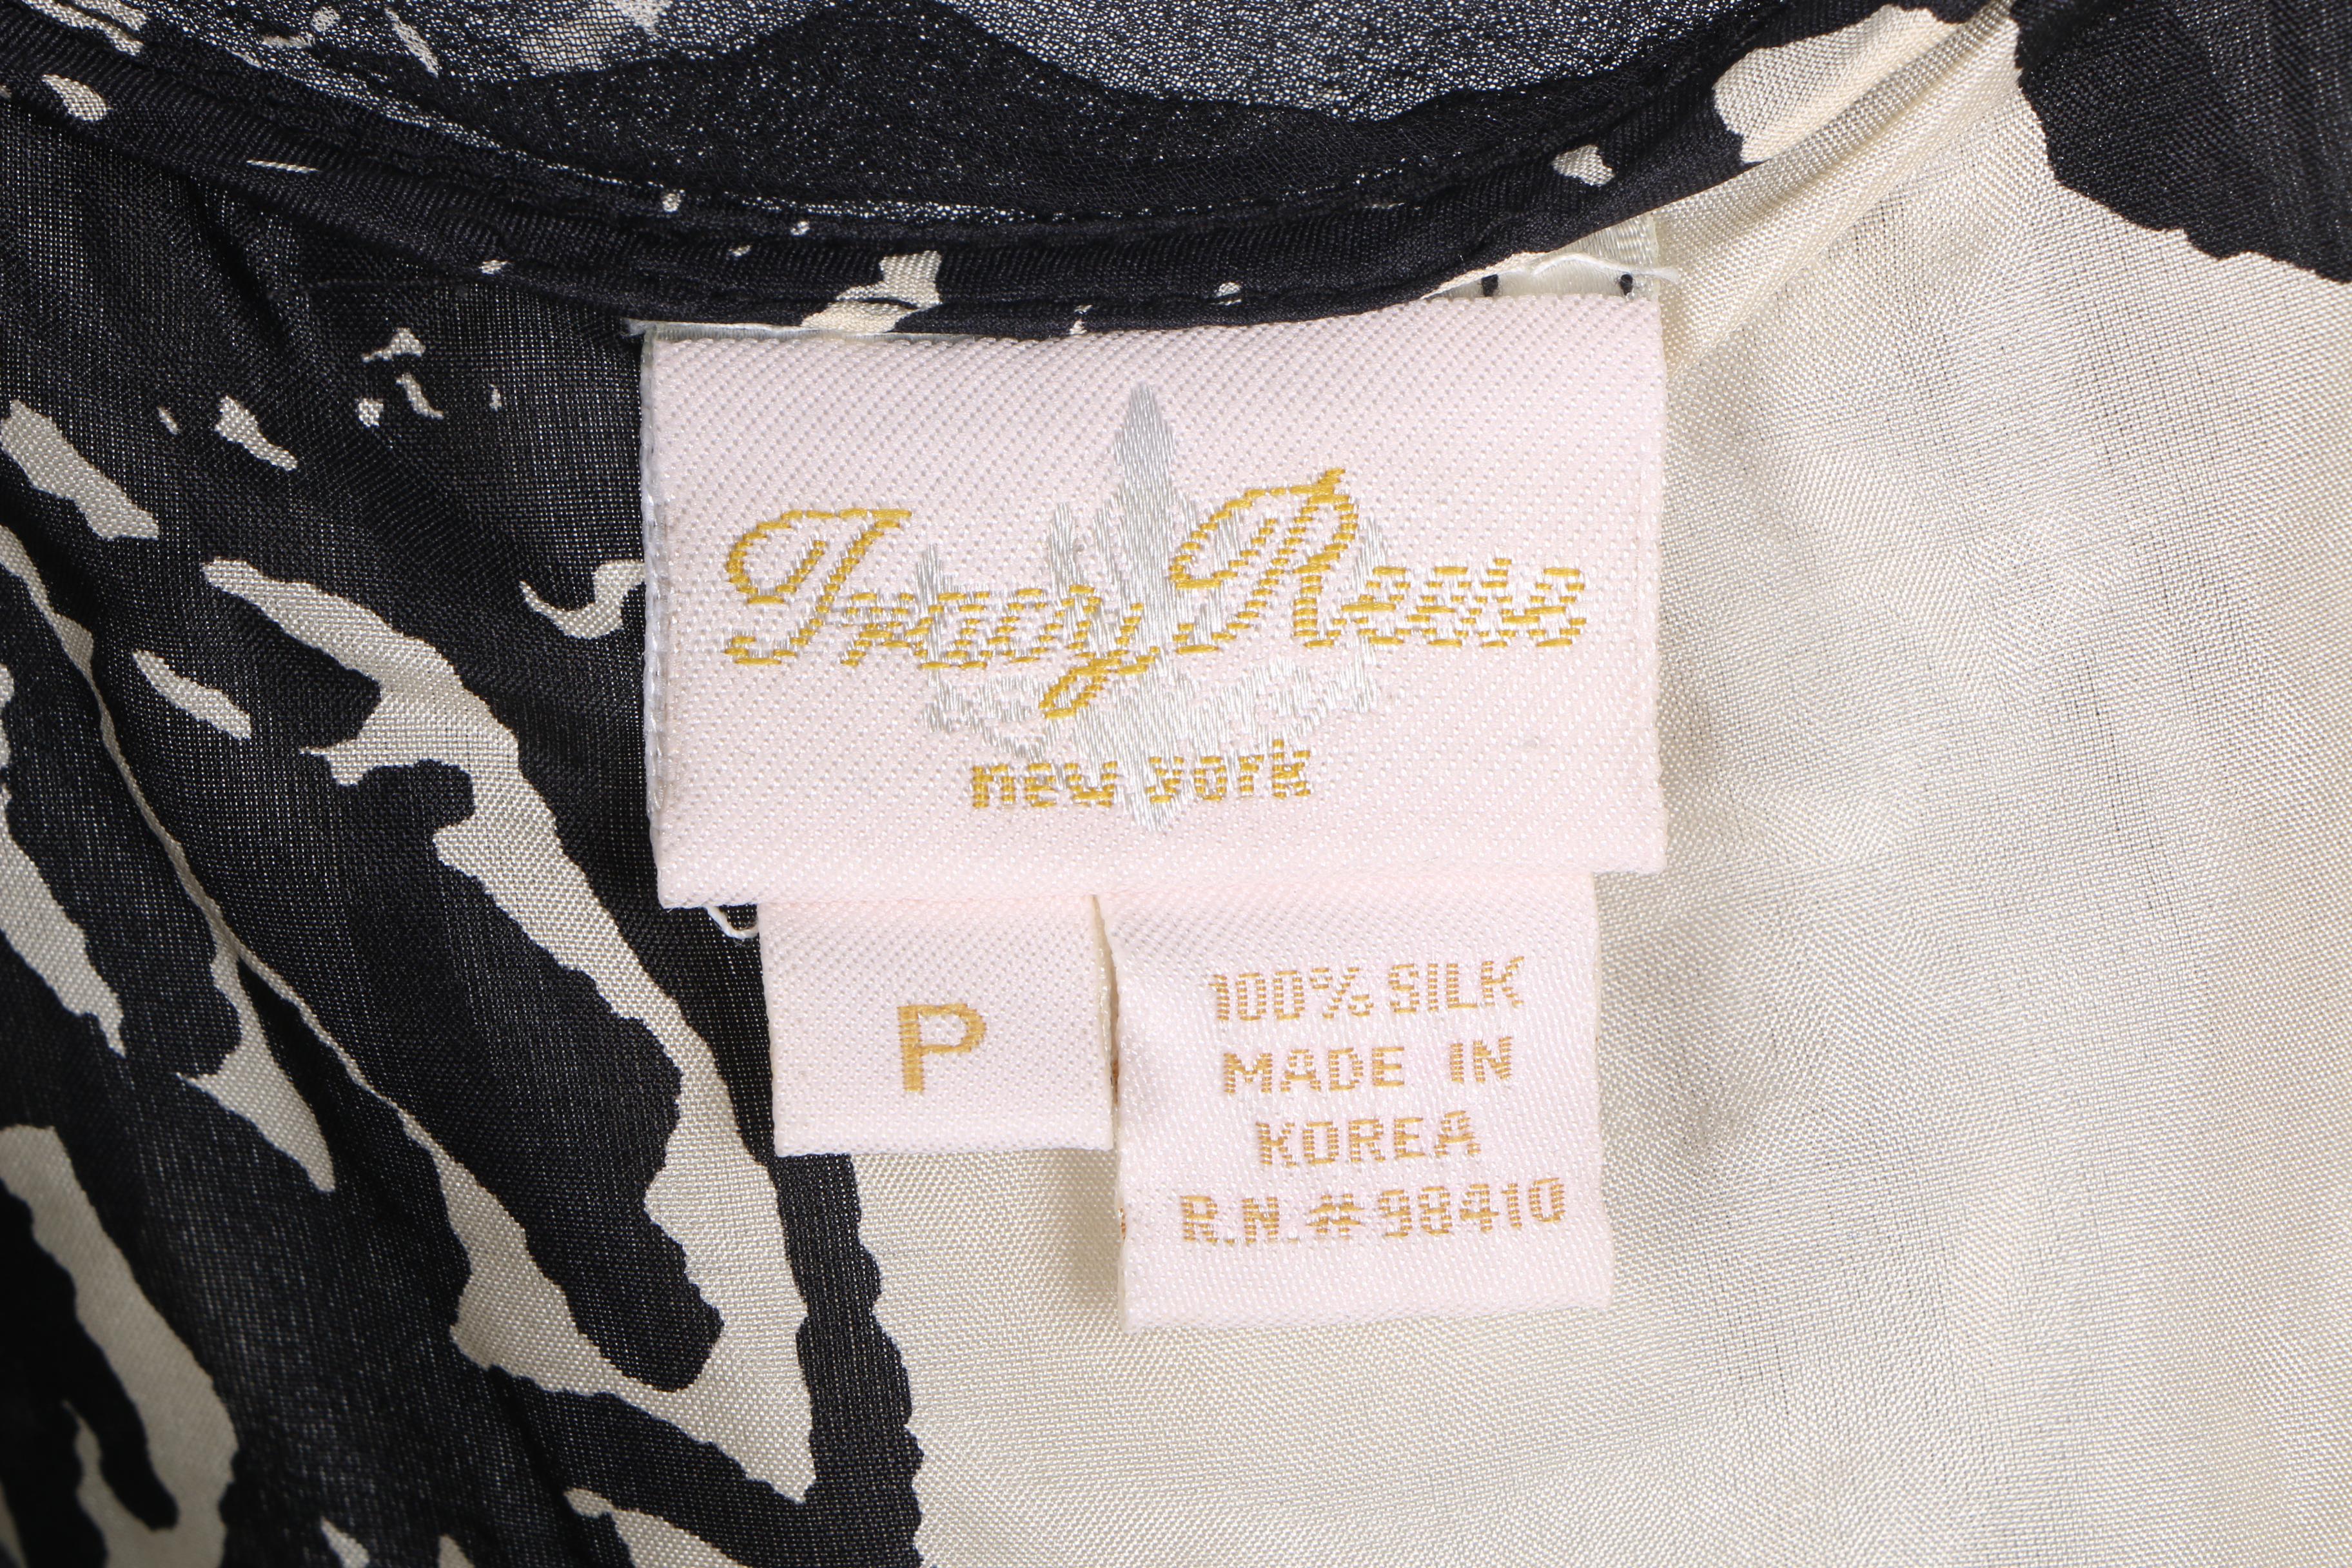 Tracy Reese
new york
P
100% SILK
MADE IN
KOREA
R.N.#98410